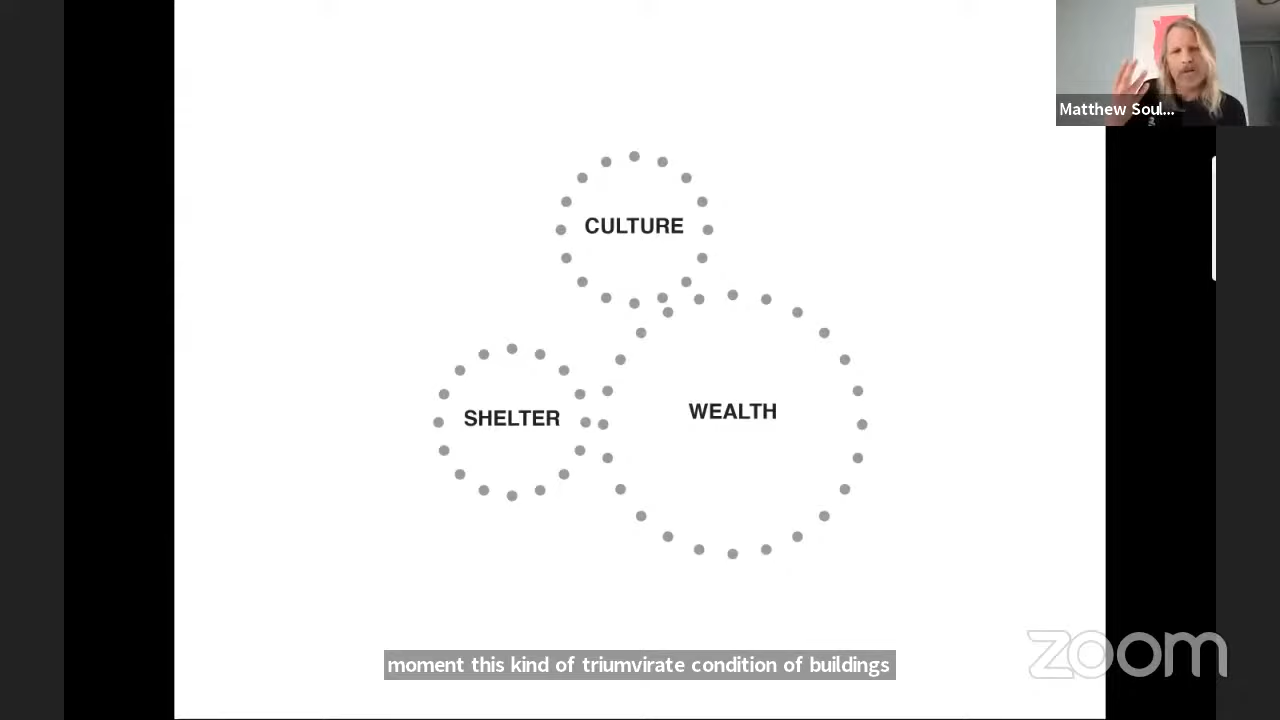 Matthew Soul...
CULTURE
WEALTH
SHELTER
moment this kind of triumvirate condition of buildings
zoom